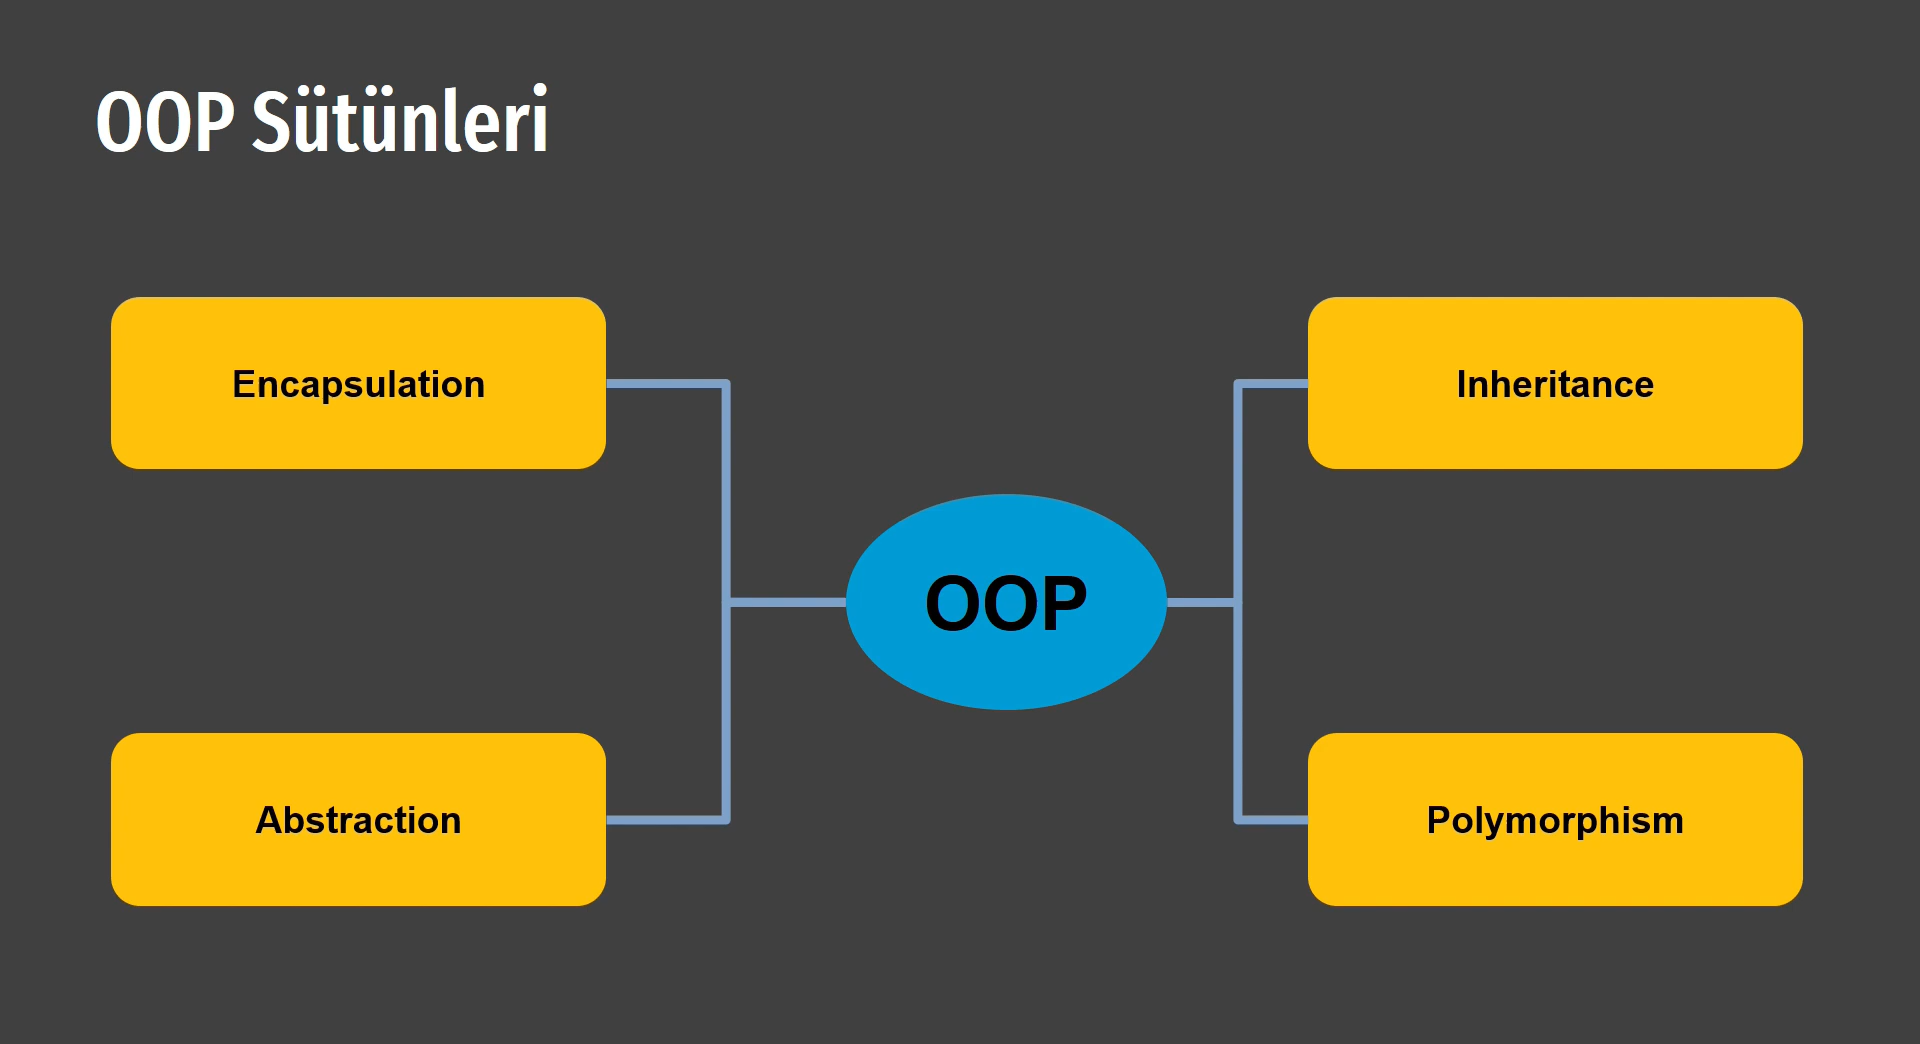 OOP Sütünleri
Encapsulation
Inheritance
OOP
Abstraction
Polymorphism